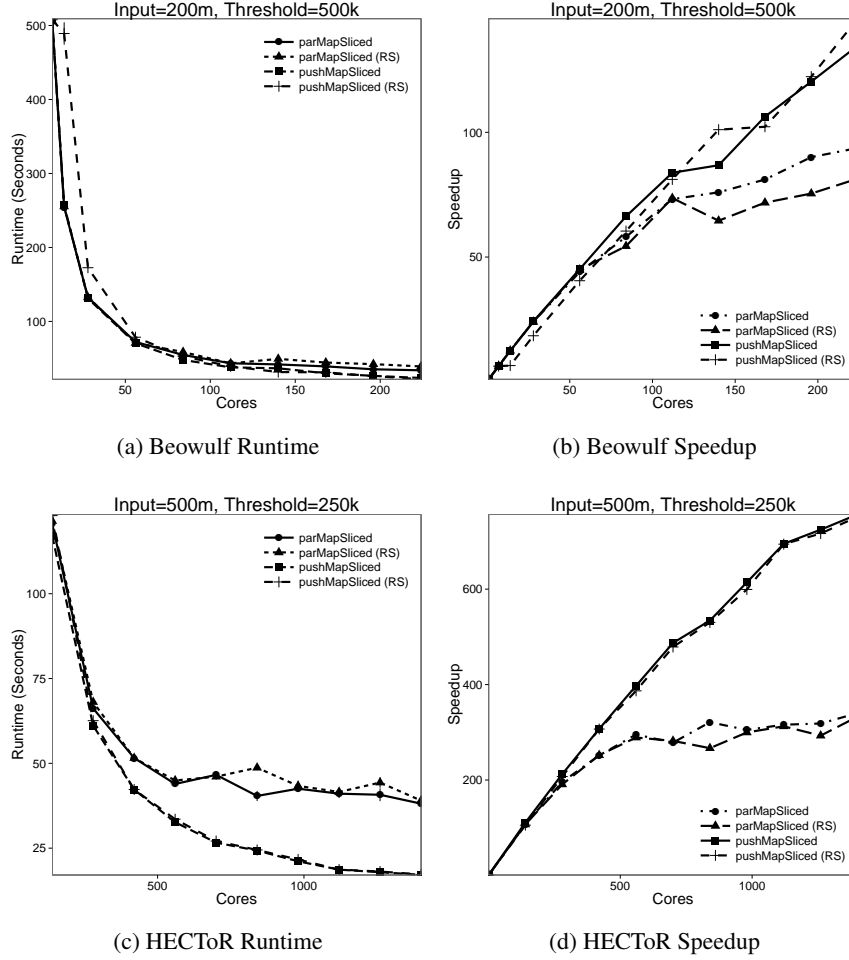 Input=200m, Threshold=500k
Runtime (Seconds)
500
400
300
200
100
parMapSliced
parMapSliced (RS)
pushMapSliced
pushMapSliced (RS)
50
100
150
200
Cores
(a) Beowulf Runtime
Input=200m, Threshold=500k
Speedup
100
50
parMapSliced
parMapSliced (RS)
pushMapSliced
pushMapSliced (RS)
50
100
150
200
Cores
(b) Beowulf Speedup
Input=500m, Threshold=250k
Runtime (Seconds)
100
75
50
25
parMapSliced
parMapSliced (RS)
pushMapSliced
pushMapSliced (RS)
500
1000
Cores
(c) HECToR Runtime
Input=500m, Threshold=250k
Speedup
600
400
200
parMapSliced
parMapSliced (RS)
pushMapSliced
pushMapSliced (RS)
500
1000
Cores
(d) HECToR Speedup